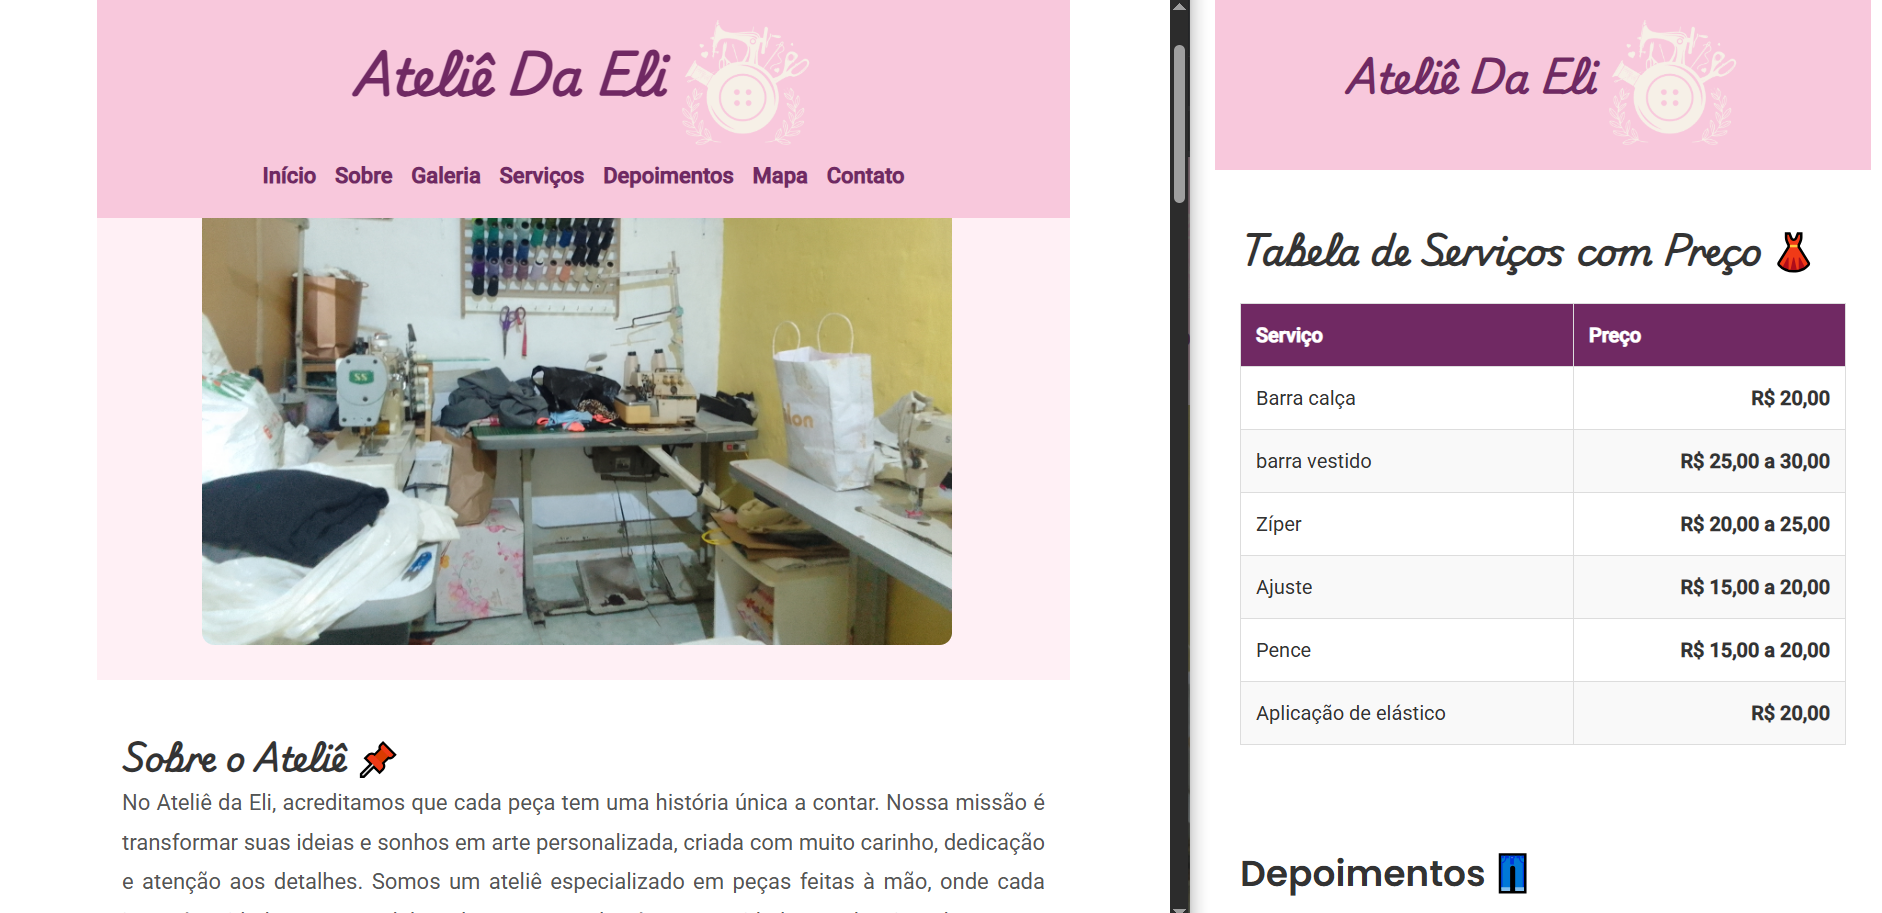 Ateliê Da Eli
Início Sobre Galeria Serviços Depoimentos Mapa Contato
SS
Sobre o Ateliê
No Ateliê da Eli, acreditamos que cada peça tem uma história única a contar. Nossa missão é
transformar suas ideias e sonhos em arte personalizada, criada com muito carinho, dedicação
e atenção aos detalhes. Somos um ateliê especializado em peças feitas à mão, onde cada
Ateliê Da Eli
Tabela de Serviços com Preço
Serviço Preço
Barra calça R$ 20,00
barra vestido R$ 25,00 a 30,00
Zíper R$ 20,00 a 25,00
Ajuste R$ 15,00 a 20,00
Pence R$ 15,00 a 20,00
Aplicação de elástico R$ 20,00
Depoimentos